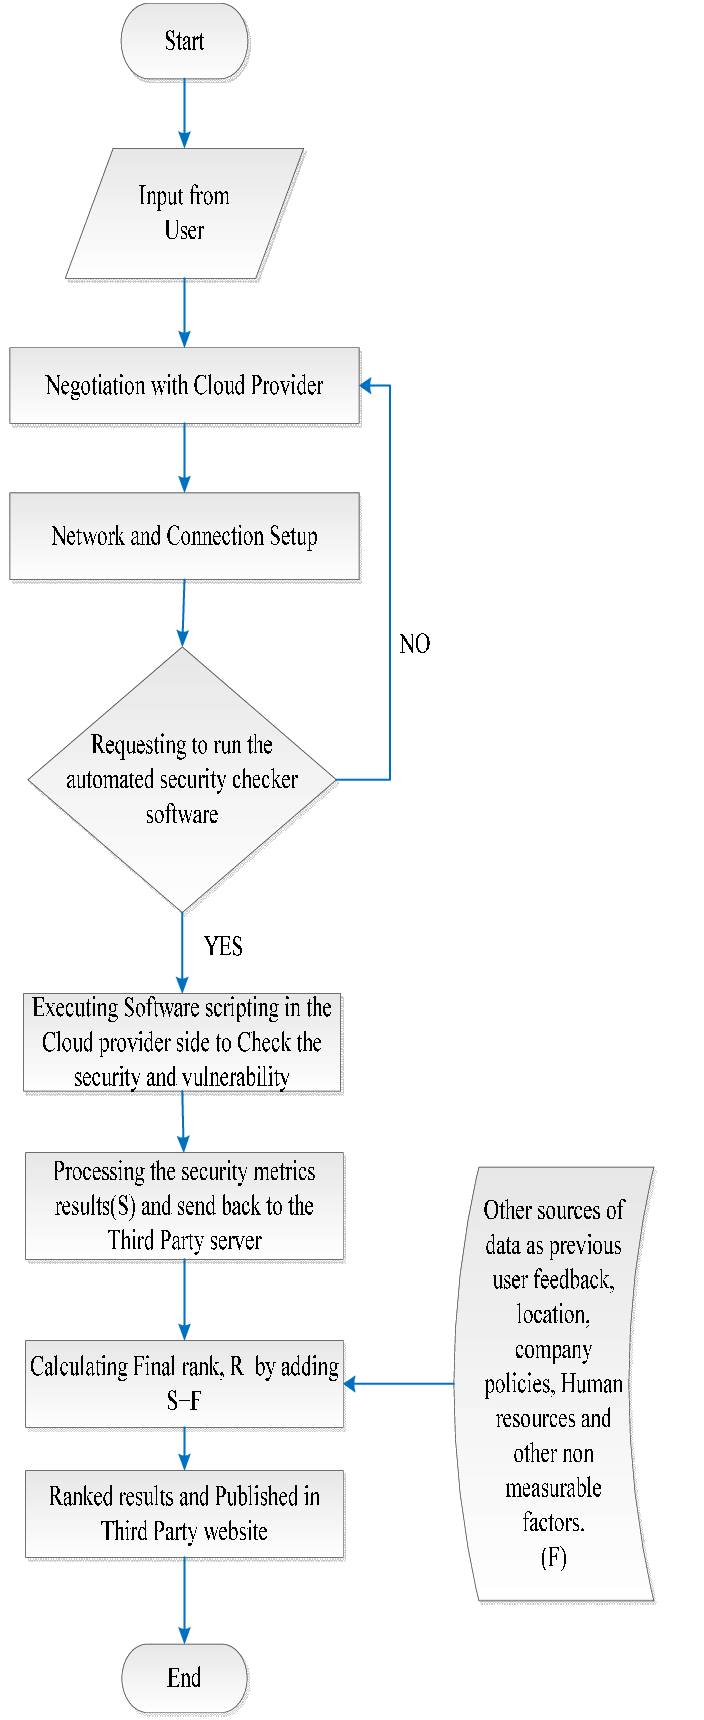 Start
Input from
User
Negotiation with Cloud Provider
Network and Connection Setup
NO
Requesting to run the
automated security checker
software
YES
Executing Software scripting in the
Cloud provider side to Check the
security and vulnerability
Processing the security metrics
results(S) and send back to the
Third Party server
Other sources of
data as previous
user feedback,
location,
company
policies, Human
resources and
other non
measurable
factors.
(F)
Calculating Final rank, R by adding
S–F
Ranked results and Published in
Third Party website
End